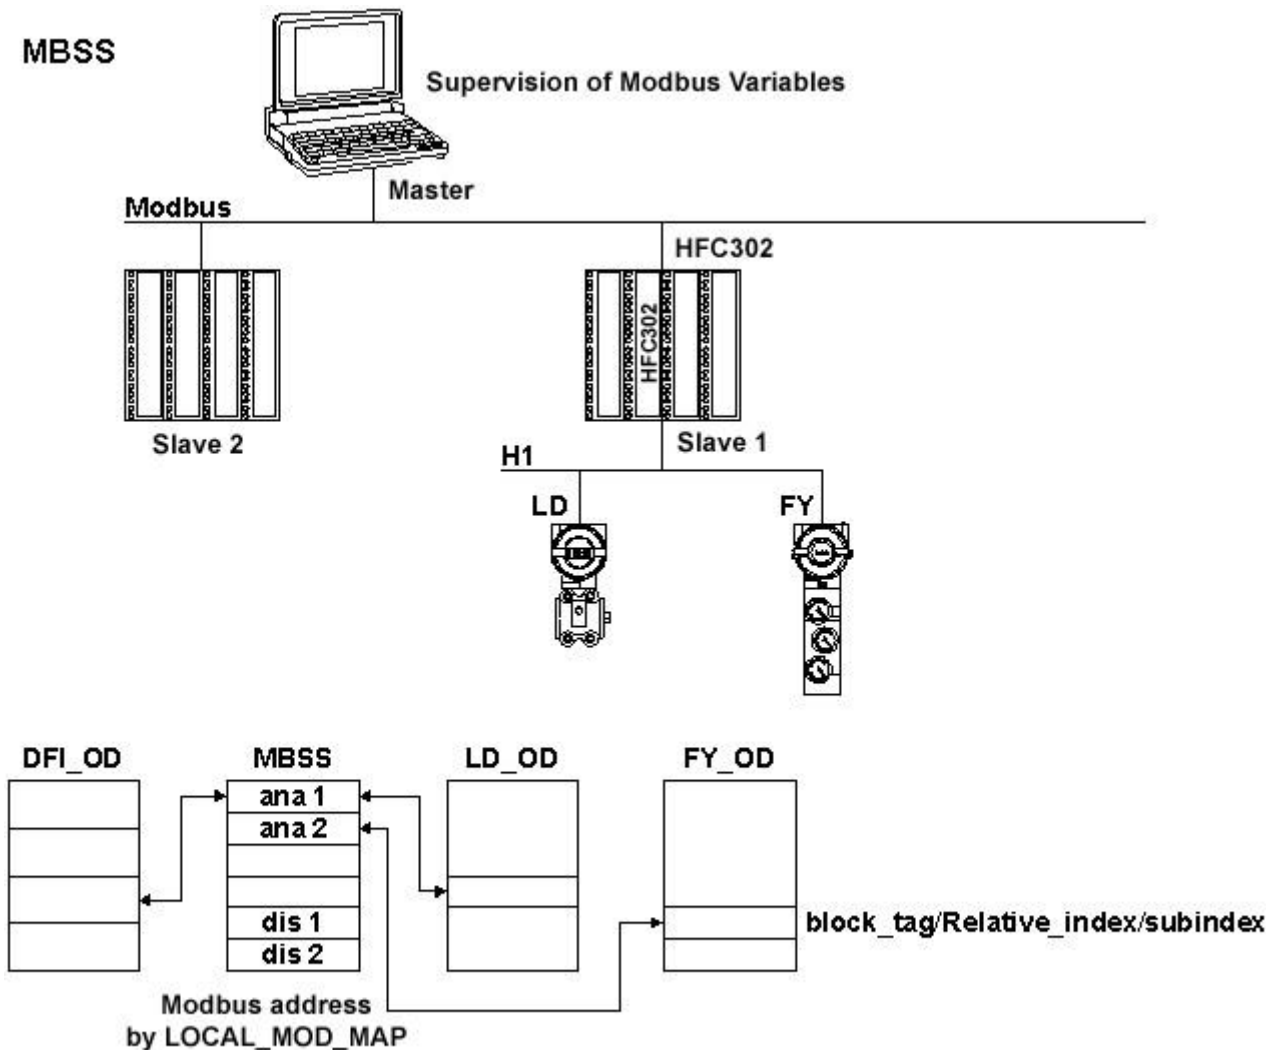 MBSS
Supervision of Modbus Variables
Master
Modbus
HFC302
HFC302
Slave 2
Slave 1
H1
LD
FY
DFI_OD
MBSS
LD_OD
FY_OD
ana 1
ana 2
dis 1
dis 2
block_tag/Relative_index/subindex
Modbus address
by LOCAL_MOD_MAP